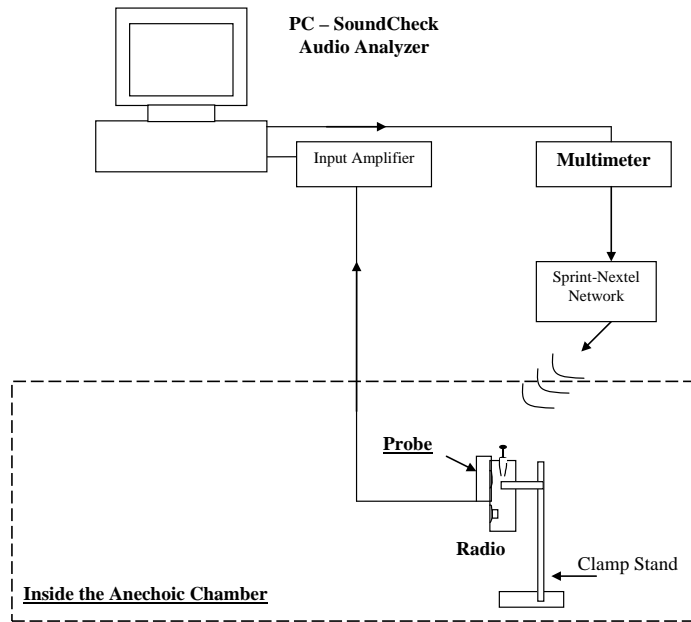 PC – SoundCheck
Audio Analyzer
Input Amplifier
Multimeter
Sprint-Nextel
Network
Probe
Radio
Clamp Stand
Inside the Anechoic Chamber